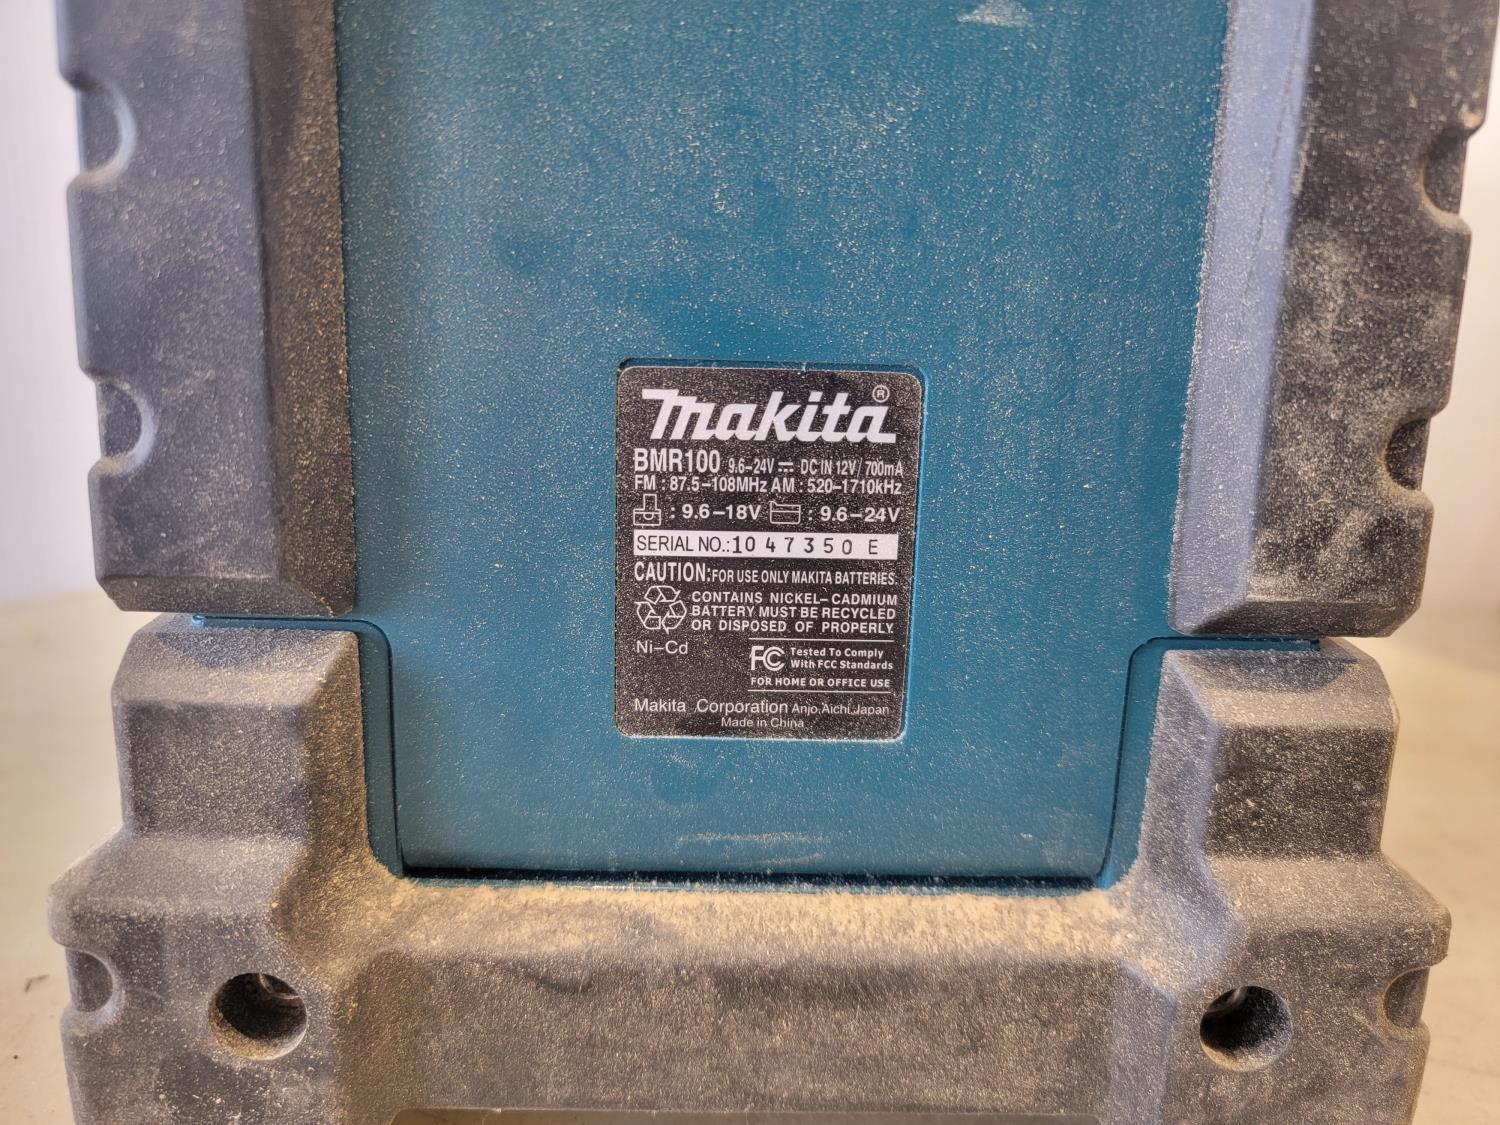 Makita®
BMR100 9.6-24V⎓ DC IN 12V/700mA
FM : 87.5-108MHz AM : 520-1710kHz
: 9.6-18V : 9.6-24V
SERIAL NO.:1047350 E
CAUTION:FOR USE ONLY MAKITA BATTERIES.
CONTAINS NICKEL-CADMIUM
BATTERY. MUST BE RECYCLED
OR DISPOSED OF PROPERLY.
Ni-Cd
FC Tested To Comply
With FCC Standards
FOR HOME OR OFFICE USE
Makita Corporation Anjo,Aichi,Japan
Made in China